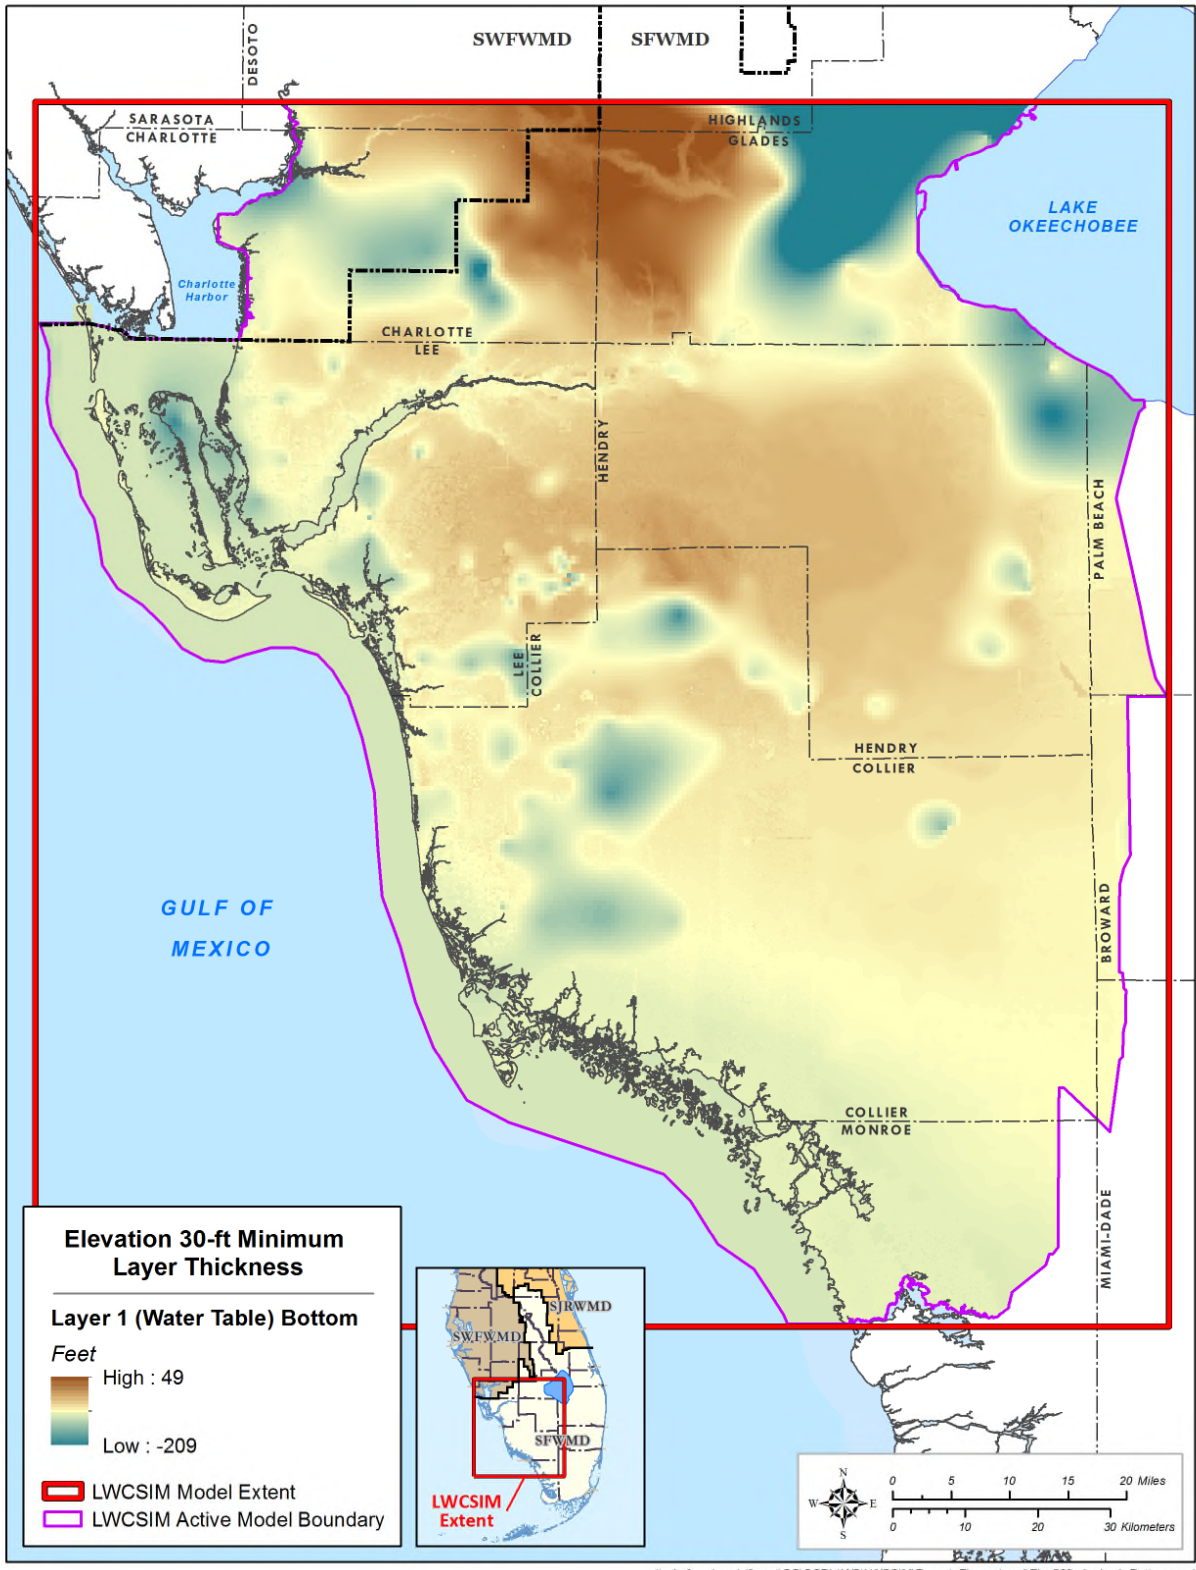 DESOTO
SWFWMD
SFWMD
SARASOTA
CHARLOTTE
HIGHLANDS
GLADES
LAKE
OKEECHOBEE
Charlotte
Harbor
CHARLOTTE
LEE
HENDRY
PALM BEACH
LEE
COLLIER
HENDRY
COLLIER
GULF OF
MEXICO
BROWARD
COLLIER
MONROE
MIAMI-DADE
Elevation 30-ft Minimum
Layer Thickness
Layer 1 (Water Table) Bottom
Feet
High : 49
Low : -209
LWCSIM Model Extent
LWCSIM Active Model Boundary
SJRWMD
SWFWMD
SFWMD
LWCSIM
Extent
N
W E
S
0 5 10 15 20 Miles
0 10 20 30 Kilometers